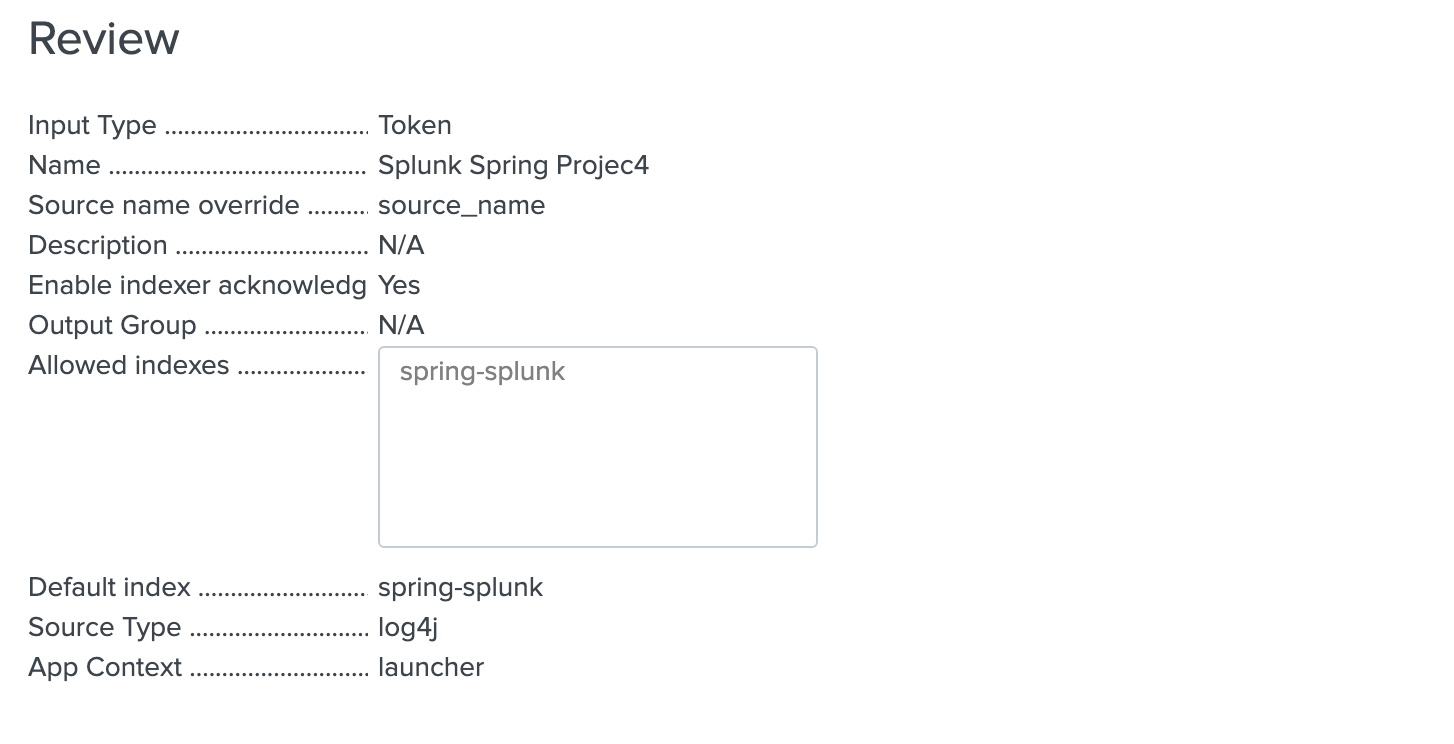 Review
Input Type ................................ Token
Name ........................................ Splunk Spring Projec4
Source name override .......... source_name
Description .............................. N/A
Enable indexer acknowledg Yes
Output Group ......................... N/A
Allowed indexes .................... spring-splunk
Default index .......................... spring-splunk
Source Type ............................ log4j
App Context ............................ launcher